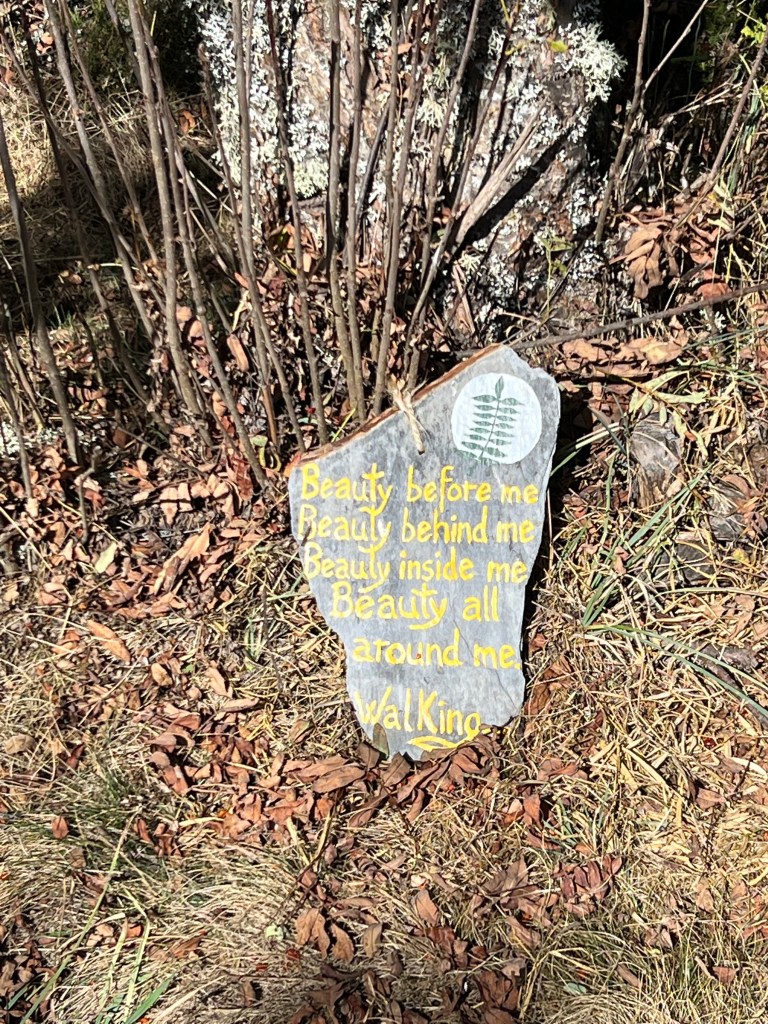 Beauty before me
Beauty behind me
Beauty inside me
Beauty all
around me.
WalKing.